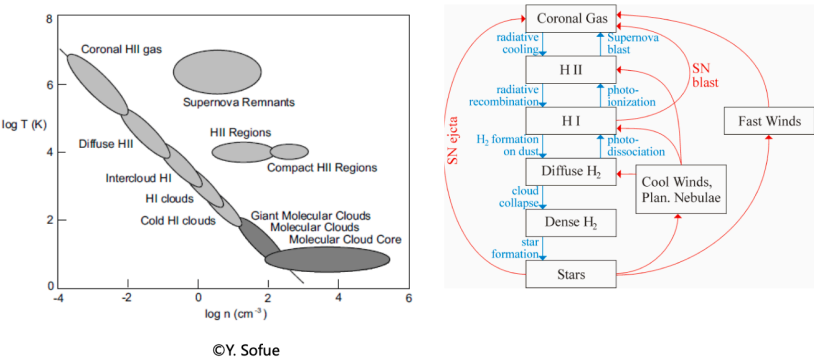 8
6
4
2
0
log T (K)
-4
-2
0
2
4
6
log n (cm⁻³)
Coronal HII gas
Supernova Remnants
Diffuse HII
HII Regions
Compact HII Regions
Intercloud HI
HI clouds
Cold HI clouds
Giant Molecular Clouds
Molecular Clouds
Molecular Cloud Core
©Y. Sofue
Coronal Gas
radiative
cooling
Supernova
blast
H II
SN
blast
radiative
recombination
photo-
ionization
H I
Fast Winds
SN ejcta
H₂ formation
on dust
photo-
dissociation
Diffuse H₂
Cool Winds,
Plan. Nebulae
cloud
collapse
Dense H₂
star
formation
Stars